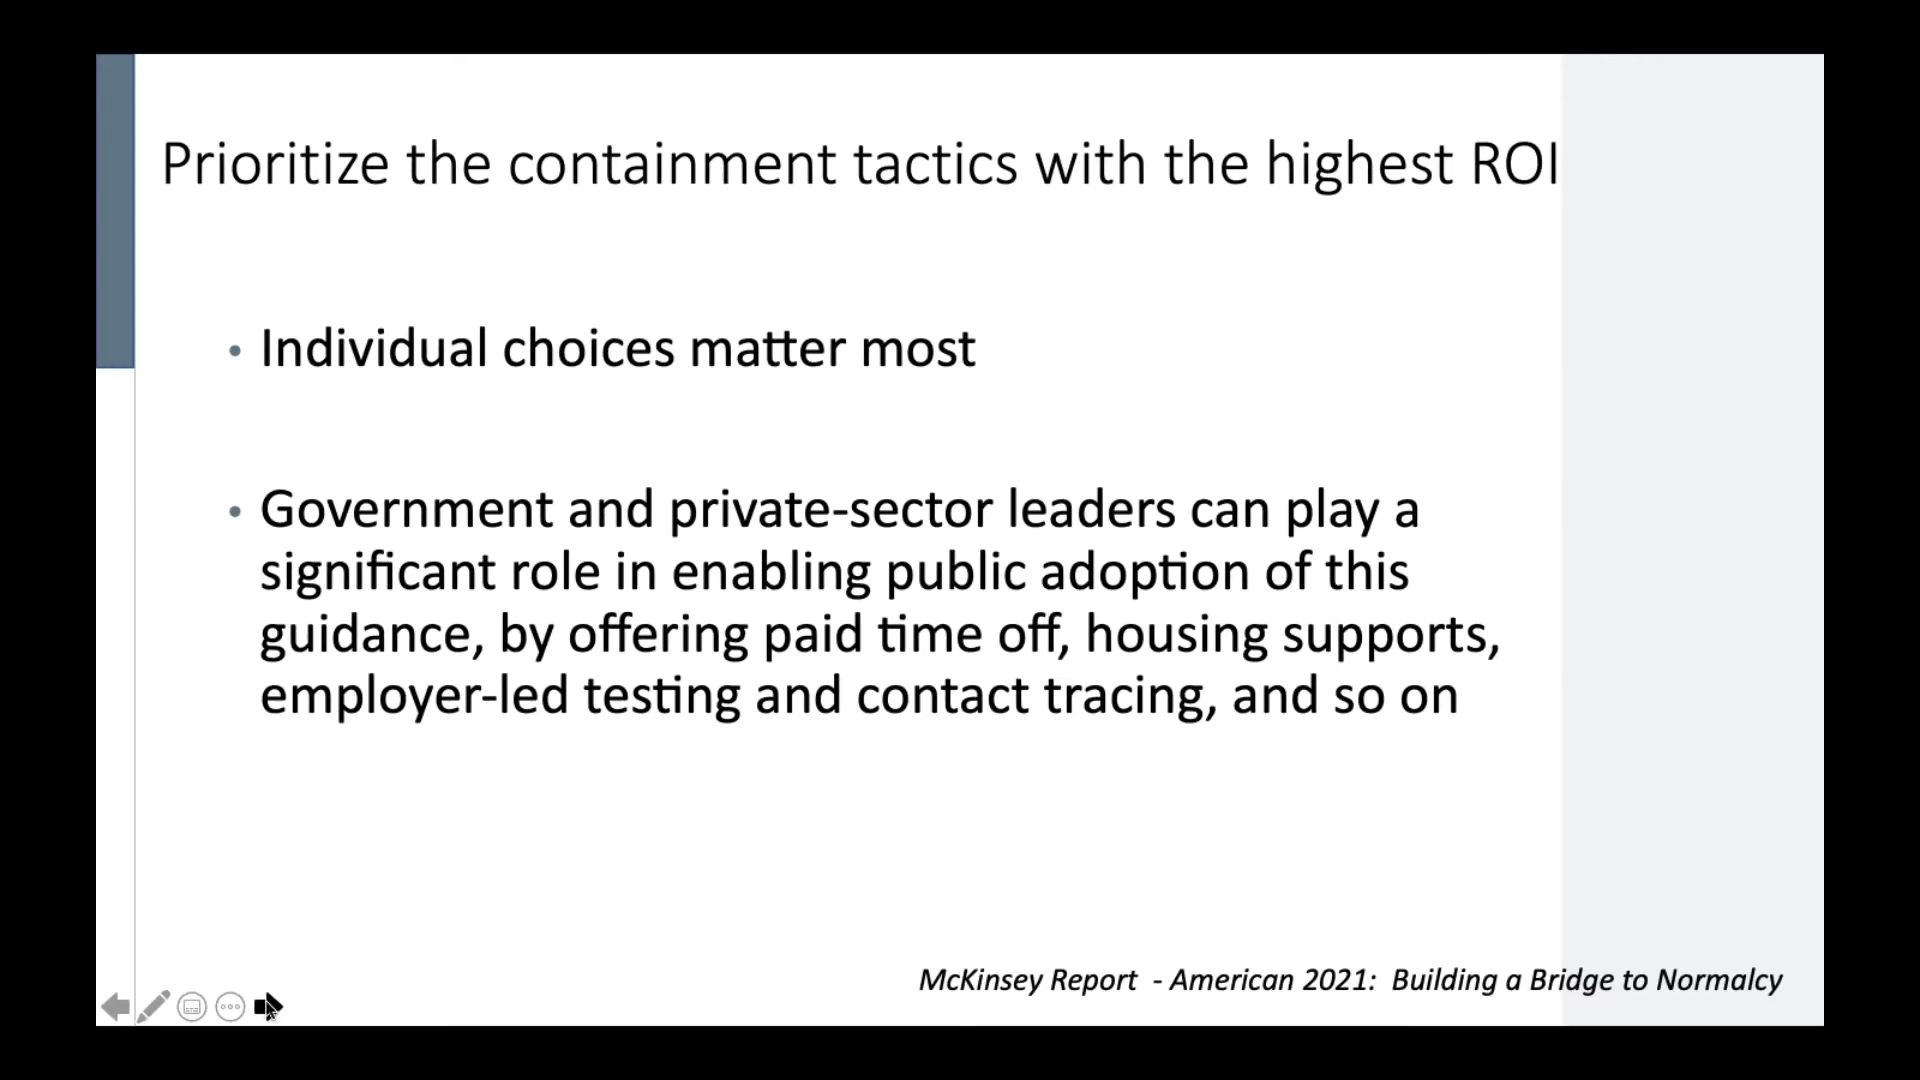 Prioritize the containment tactics with the highest ROI
• Individual choices matter most
• Government and private-sector leaders can play a
significant role in enabling public adoption of this
guidance, by offering paid time off, housing supports,
employer-led testing and contact tracing, and so on
McKinsey Report - American 2021: Building a Bridge to Normalcy